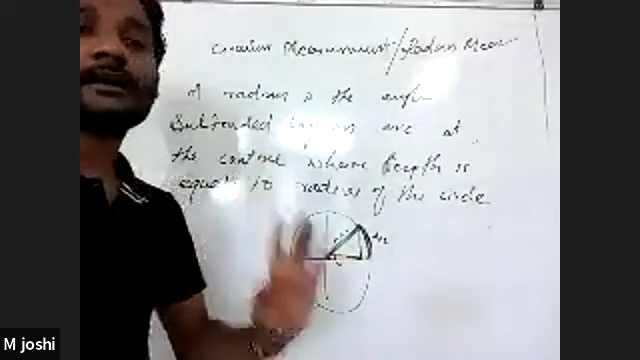 Circular Measurement/Radian Meas
A radian is the angle
Subtended by an arc at
the centre whose length is
equal to radius of the circle
M joshi